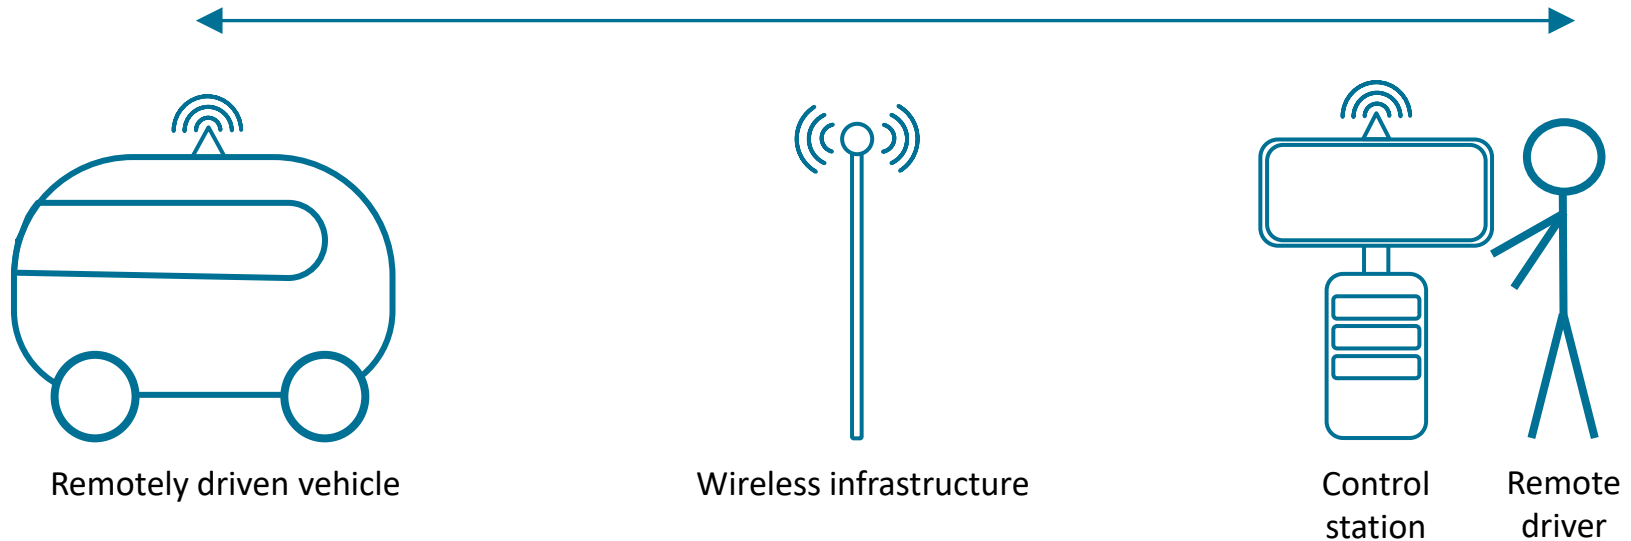 Remotely driven vehicle
Wireless infrastructure
Control
station
Remote
driver